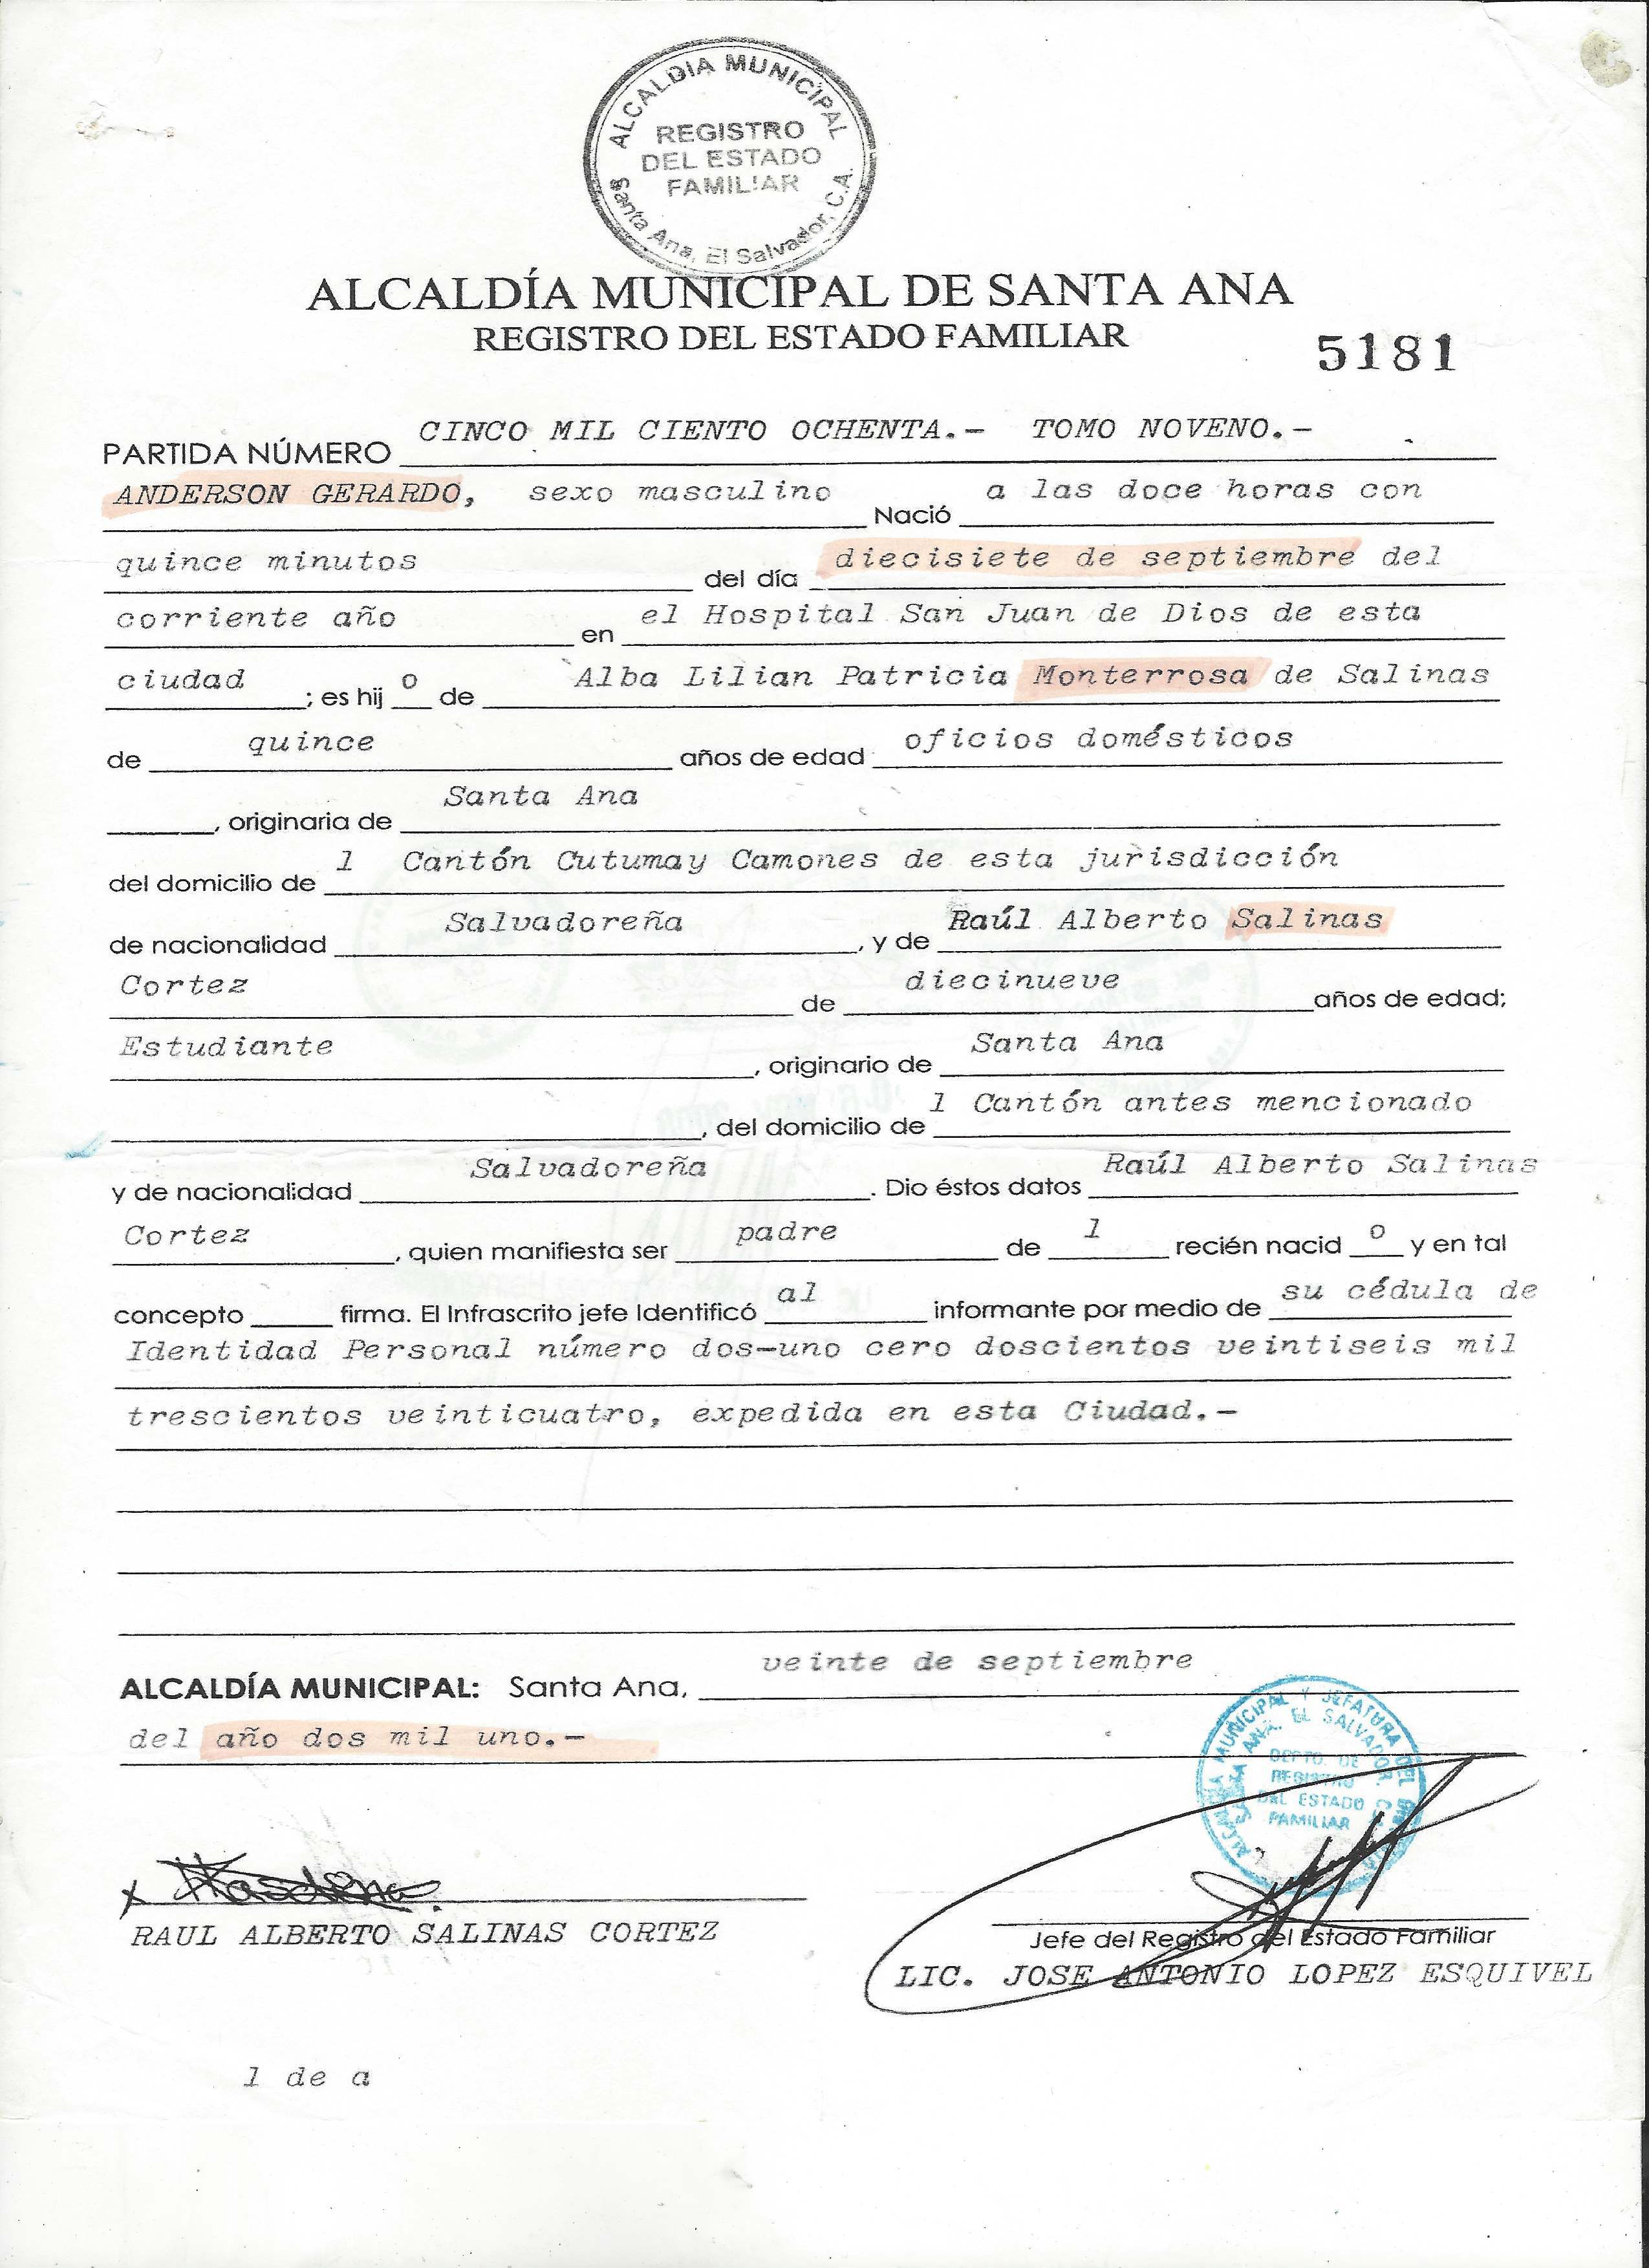 ALCALDIA MUNICIPAL
REGISTRO
DEL ESTADO
FAMILIAR
Santa Ana, El Salvador, C.A.
ALCALDÍA MUNICIPAL DE SANTA ANA
REGISTRO DEL ESTADO FAMILIAR
5181
PARTIDA NÚMERO CINCO MIL CIENTO OCHENTA.- TOMO NOVENO.-
ANDERSON GERARDO, sexo masculino Nació a las doce horas con
quince minutos del día diecisiete de septiembre del
corriente año en el Hospital San Juan de Dios de esta
ciudad ; es hij o de Alba Lilian Patricia Monterrosa de Salinas
de quince años de edad oficios domésticos
, originaria de Santa Ana
del domicilio de l Cantón Cutumay Camones de esta jurisdicción
de nacionalidad Salvadoreña , y de Raúl Alberto Salinas
Cortez de diecinueve años de edad;
Estudiante , originario de Santa Ana
, del domicilio de l Cantón antes mencionado
y de nacionalidad Salvadoreña . Dio éstos datos Raúl Alberto Salinas
Cortez , quien manifiesta ser padre de l recién nacid o y en tal
concepto firma. El Infrascrito jefe Identificó al informante por medio de su cédula de
Identidad Personal número dos-uno cero doscientos veintiseis mil
trescientos veinticuatro, expedida en esta Ciudad.-
ALCALDÍA MUNICIPAL: Santa Ana, veinte de septiembre
del año dos mil uno.-
MUNICIPAL Y JEFATURA DEL
ANA. EL SALVADOR. C.
DEPTO. DE
REGISTRO
DEL ESTADO
FAMILIAR
x
RAUL ALBERTO SALINAS CORTEZ
Jefe del Registro del Estado Familiar
LIC. JOSE ANTONIO LOPEZ ESQUIVEL
l de a